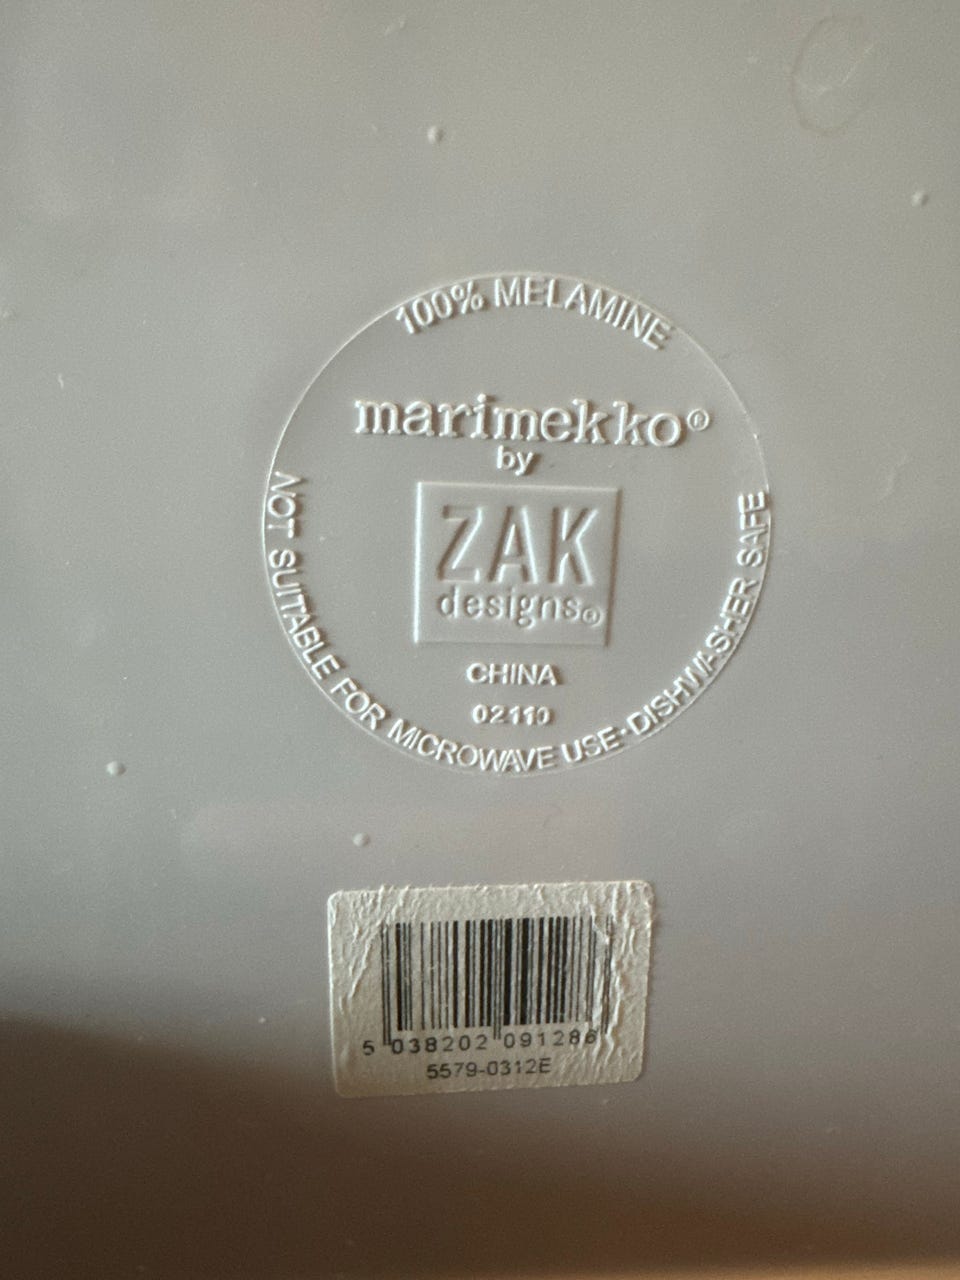 100% MELAMINE
marimekko®
by
ZAK
designs®
CHINA
02110
NOT SUITABLE FOR MICROWAVE USE·DISHWASHER SAFE
5 038202 091286
5579-0312E